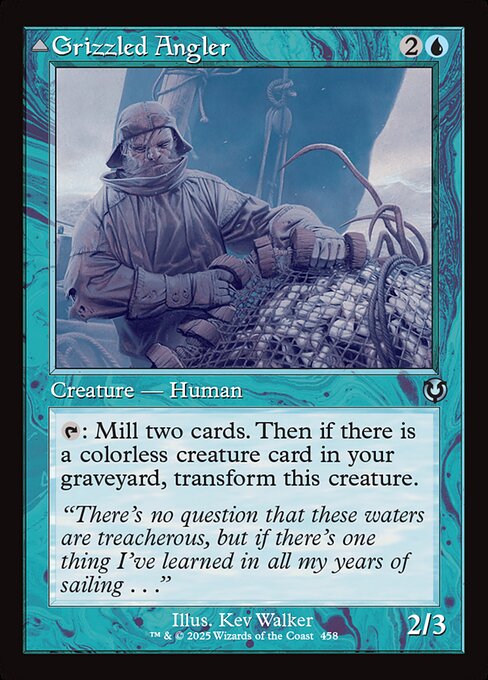 Grizzled Angler 2
Creature — Human
: Mill two cards. Then if there is
a colorless creature card in your
graveyard, transform this creature.
“There’s no question that these waters
are treacherous, but if there’s one
thing I’ve learned in all my years of
sailing . . .”
Illus. Kev Walker
™ & © 2025 Wizards of the Coast 458
2/3